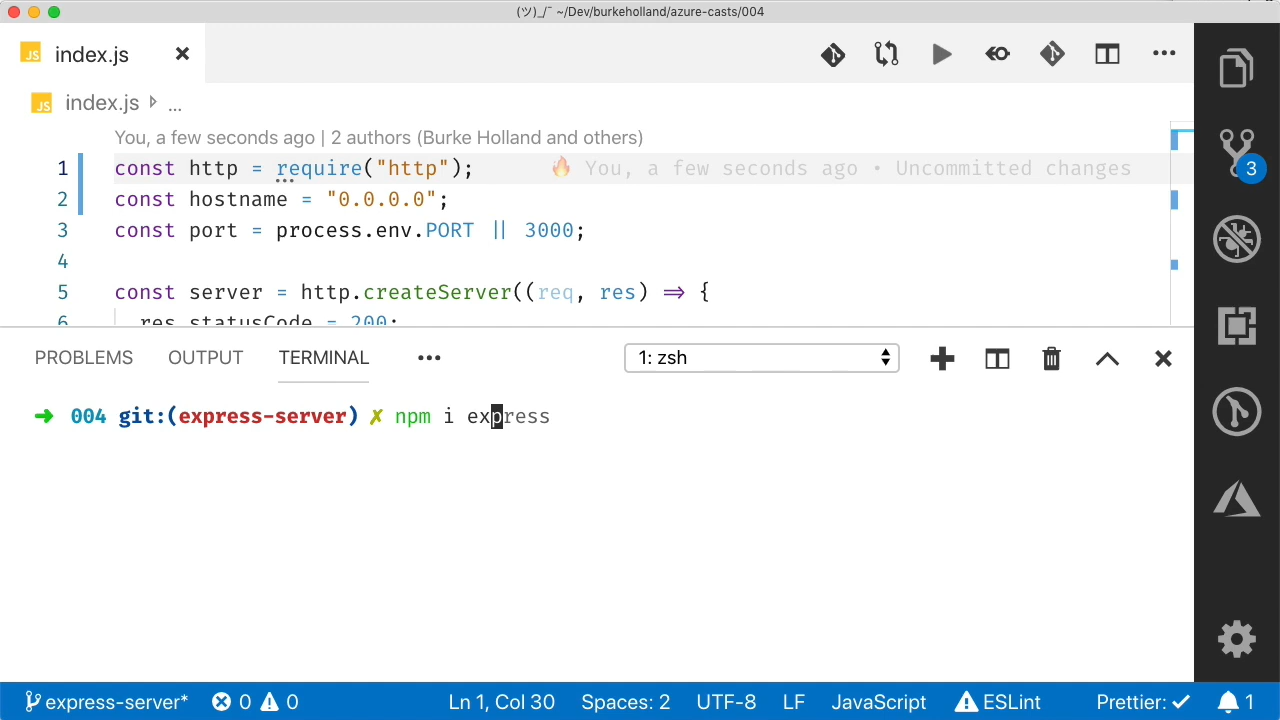 (ツ)_/¯ ~/Dev/burkeholland/azure-casts/004
JS index.js
JS index.js ...
You, a few seconds ago | 2 authors (Burke Holland and others)
1 const http = require("http"); 🔥 You, a few seconds ago • Uncommitted changes
2 const hostname = "0.0.0.0";
3 const port = process.env.PORT || 3000;
4
5 const server = http.createServer((req, res) => {
6 res.statusCode = 200;
3
PROBLEMS OUTPUT TERMINAL ••• 1: zsh
➜ 004 git:(express-server) ✗ npm i express
express-server* 0 0 Ln 1, Col 30 Spaces: 2 UTF-8 LF JavaScript ESLint Prettier: ✓ 1